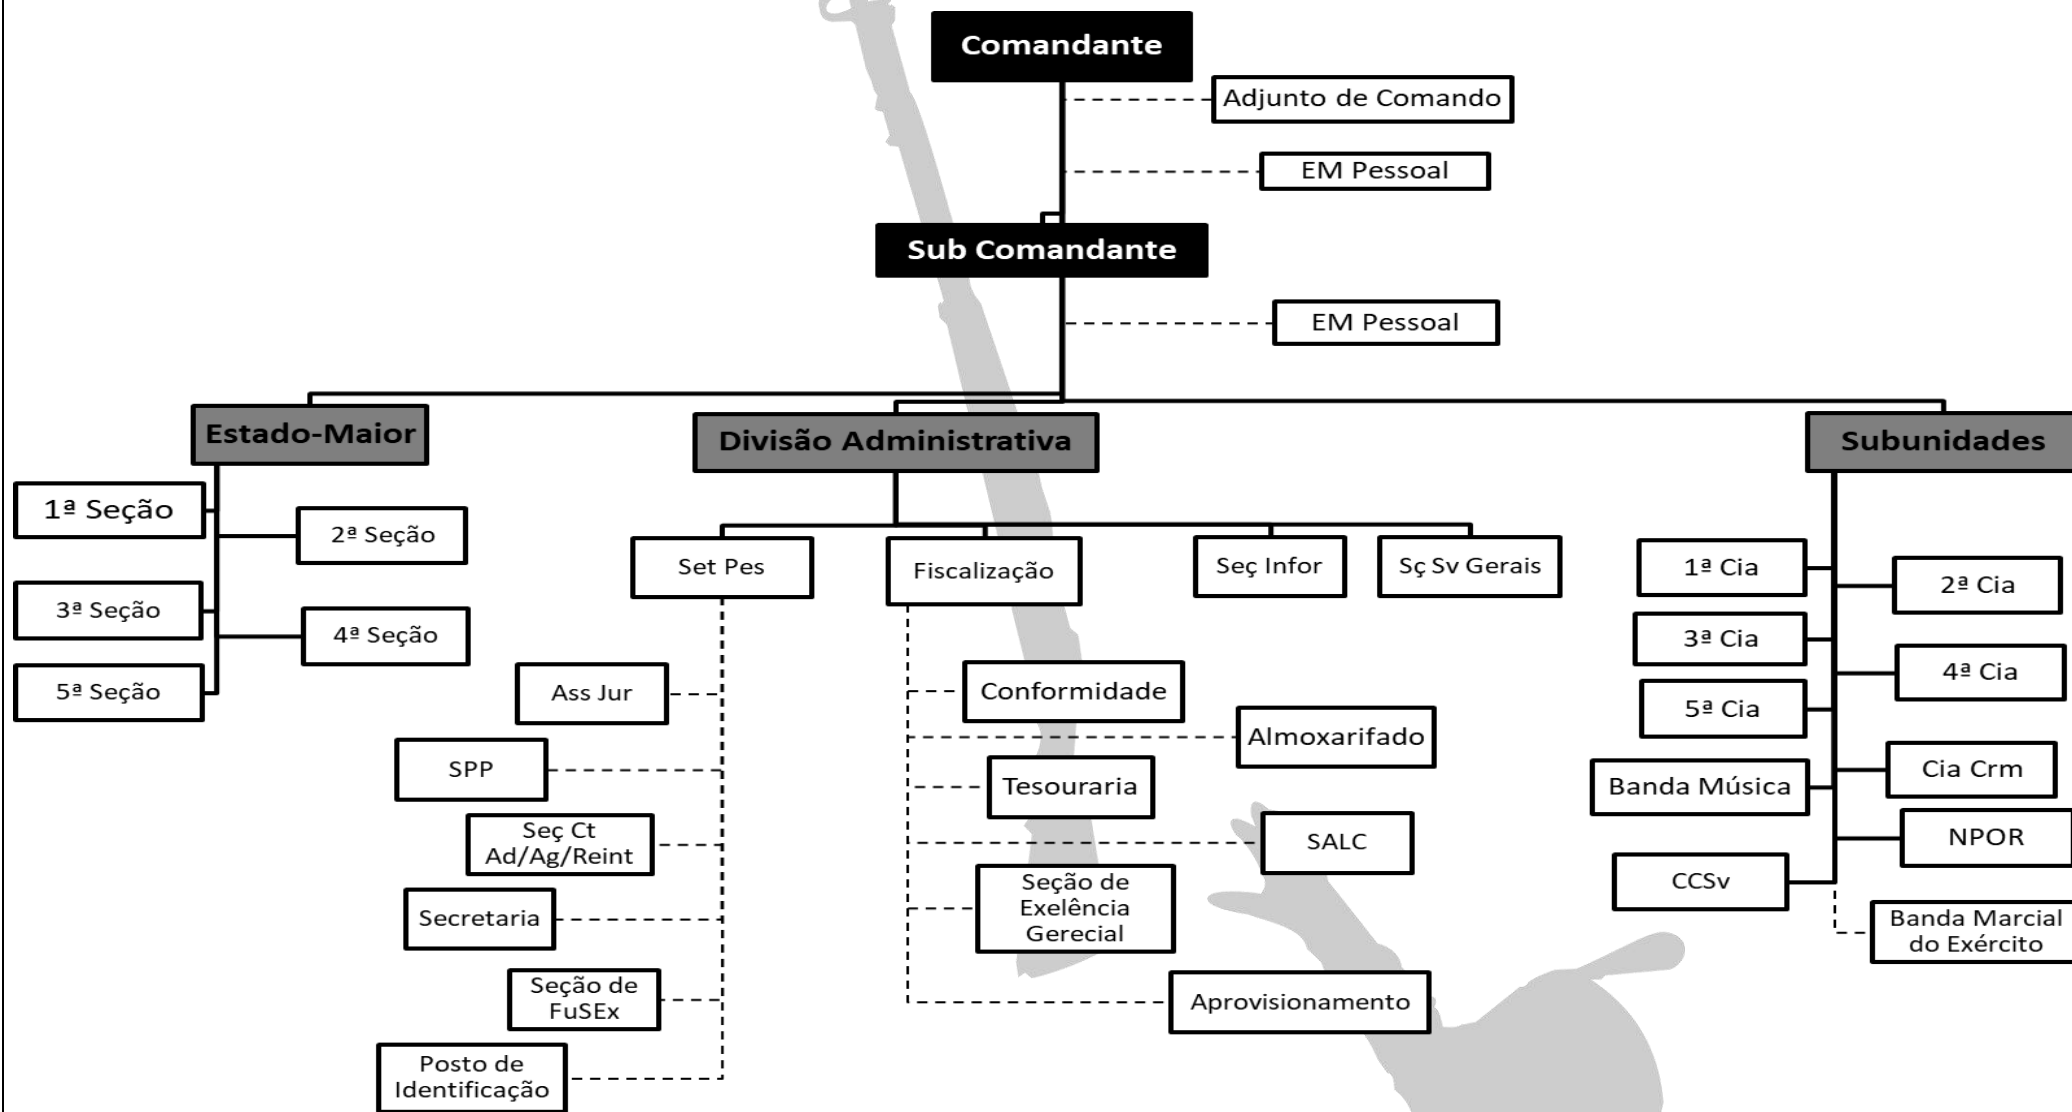 Comandante
Adjunto de Comando
EM Pessoal
Sub Comandante
EM Pessoal
Estado-Maior
Divisão Administrativa
Subunidades
1ª Seção
2ª Seção
3ª Seção
4ª Seção
5ª Seção
Set Pes
Fiscalização
Seç Infor
Sç Sv Gerais
Ass Jur
SPP
Seç Ct
Ad/Ag/Reint
Secretaria
Seção de
FuSEx
Posto de
Identificação
Conformidade
Almoxarifado
Tesouraria
SALC
Seção de
Exelência
Gerecial
Aprovisionamento
1ª Cia
2ª Cia
3ª Cia
4ª Cia
5ª Cia
Cia Crm
Banda Música
NPOR
CCSv
Banda Marcial
do Exército